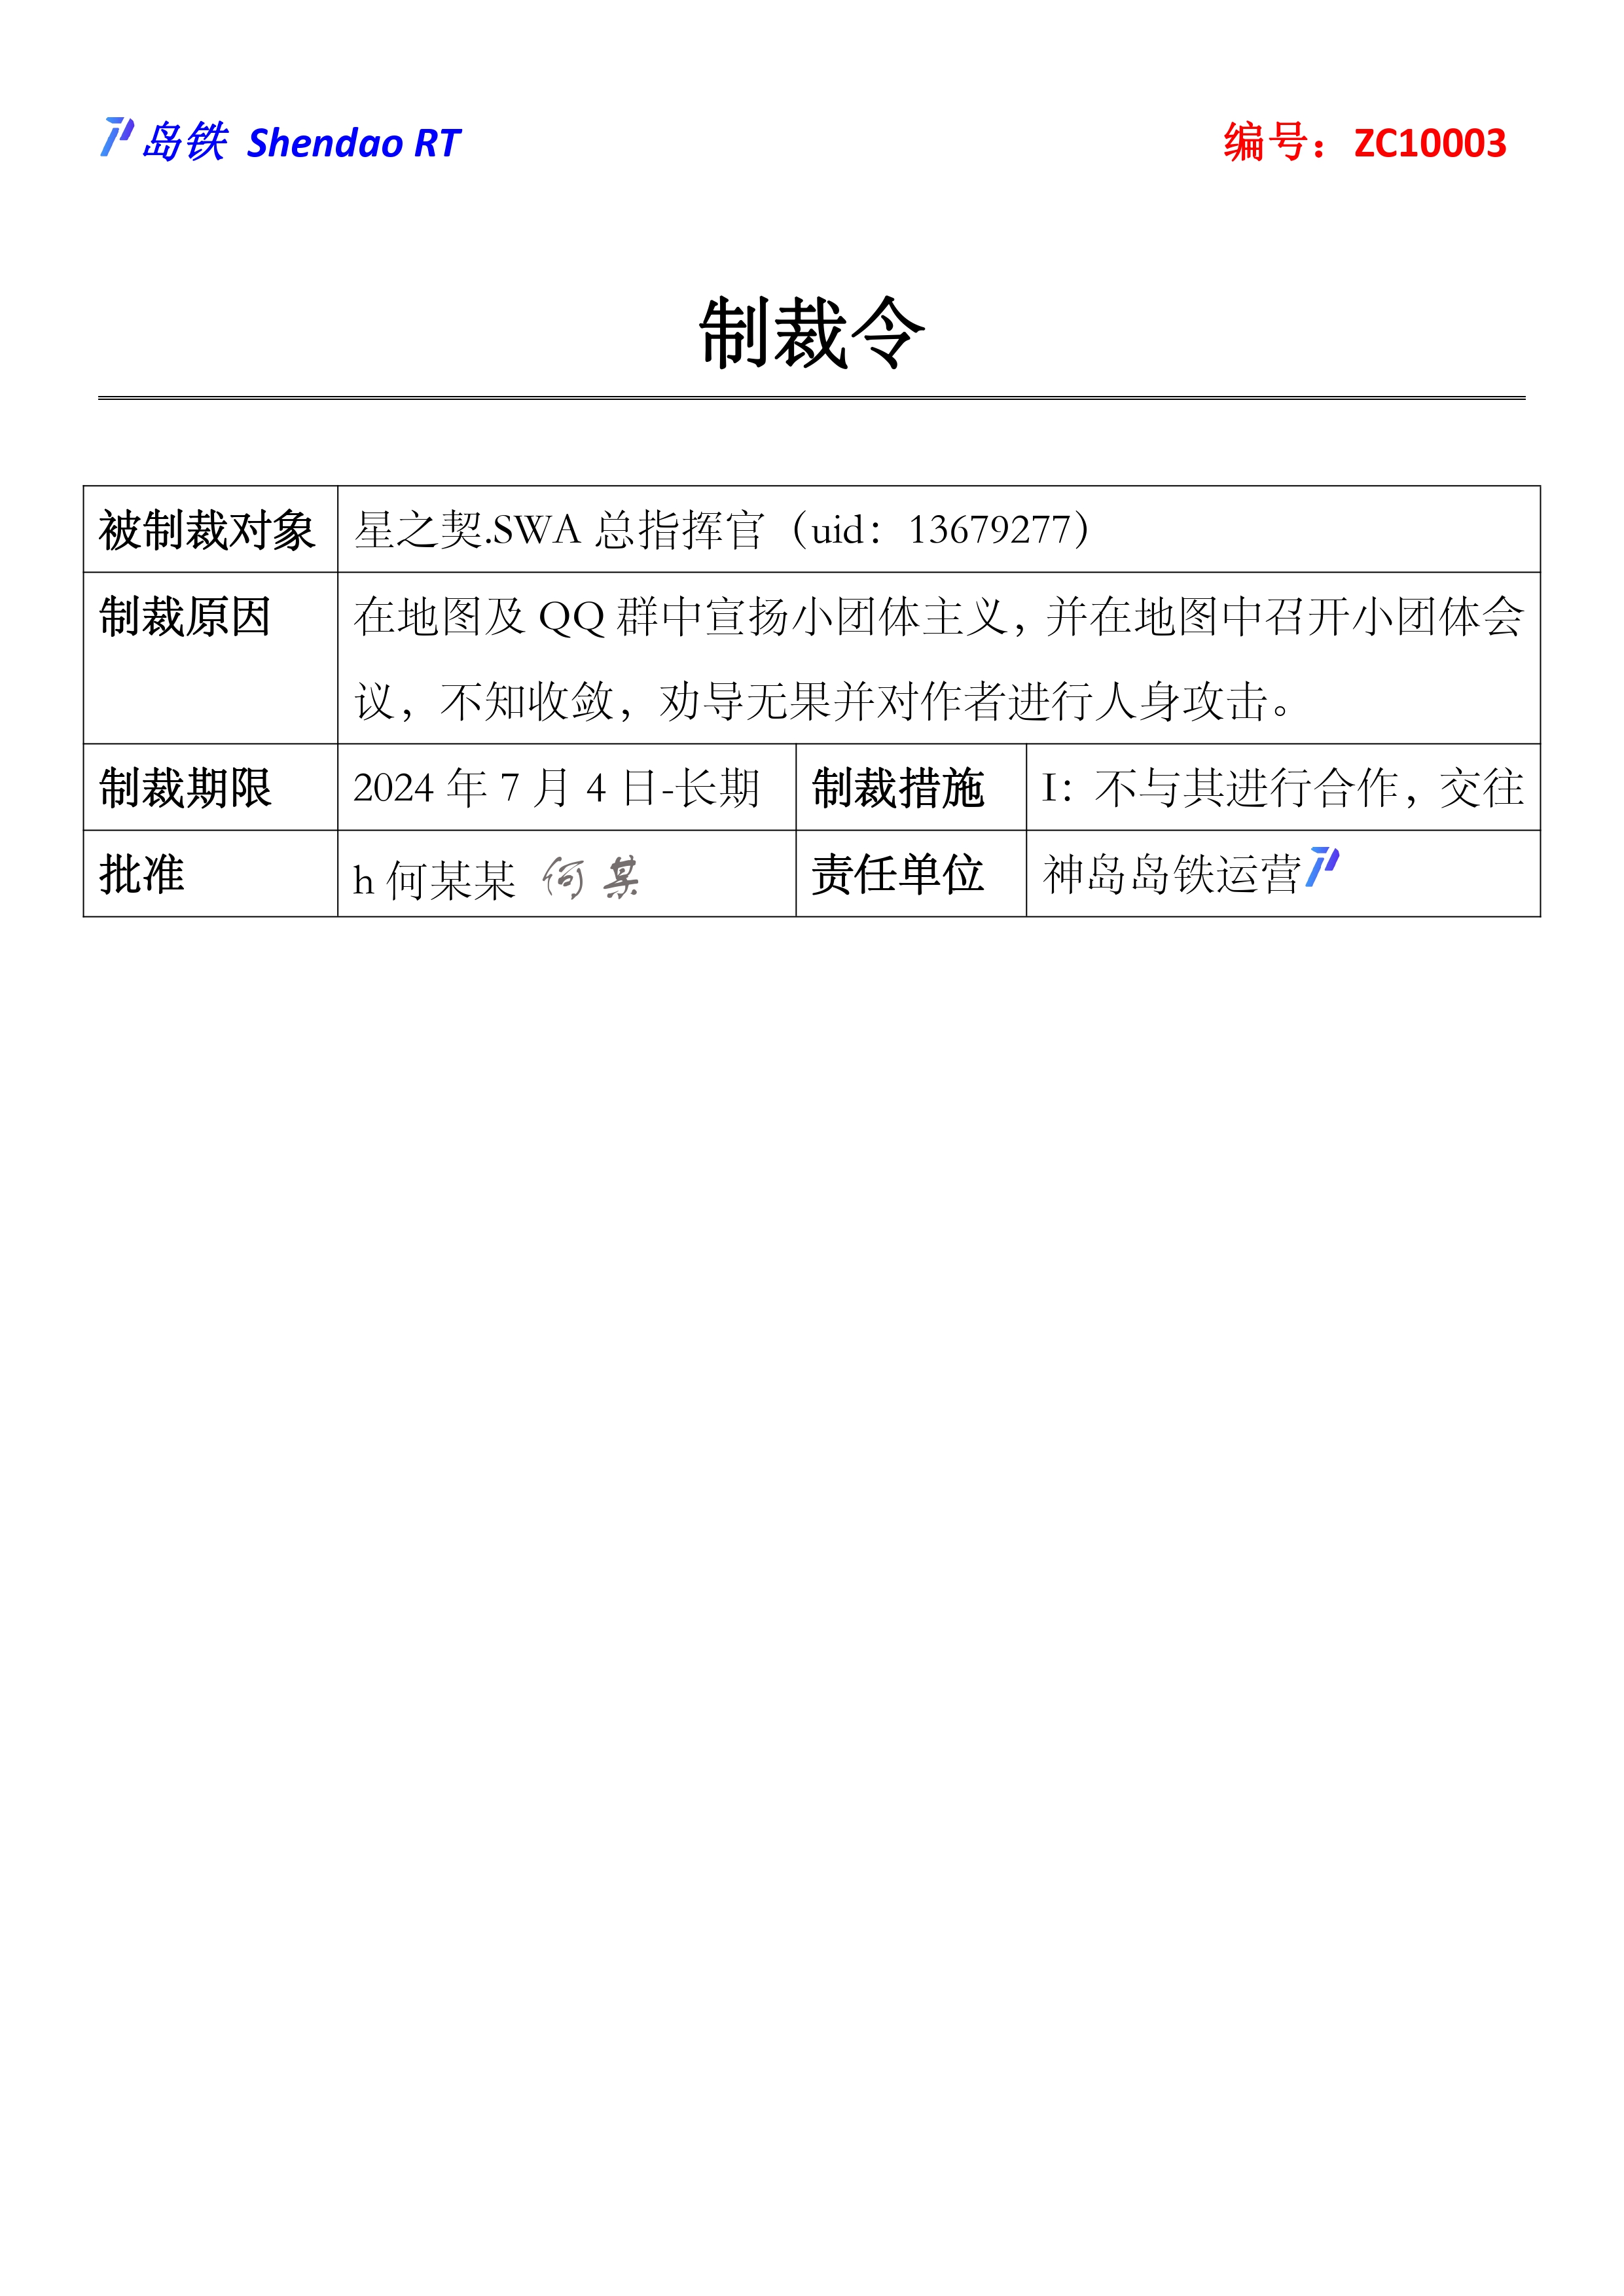 岛铁 Shendao RT 编号：ZC10003
制裁令
被制裁对象 星之契.SWA 总指挥官（uid：13679277）
制裁原因 在地图及 QQ 群中宣扬小团体主义，并在地图中召开小团体会
议，不知收敛，劝导无果并对作者进行人身攻击。
制裁期限 2024 年 7 月 4 日-长期 制裁措施 I：不与其进行合作，交往
批准 h 何某某 何某 责任单位 神岛岛铁运营